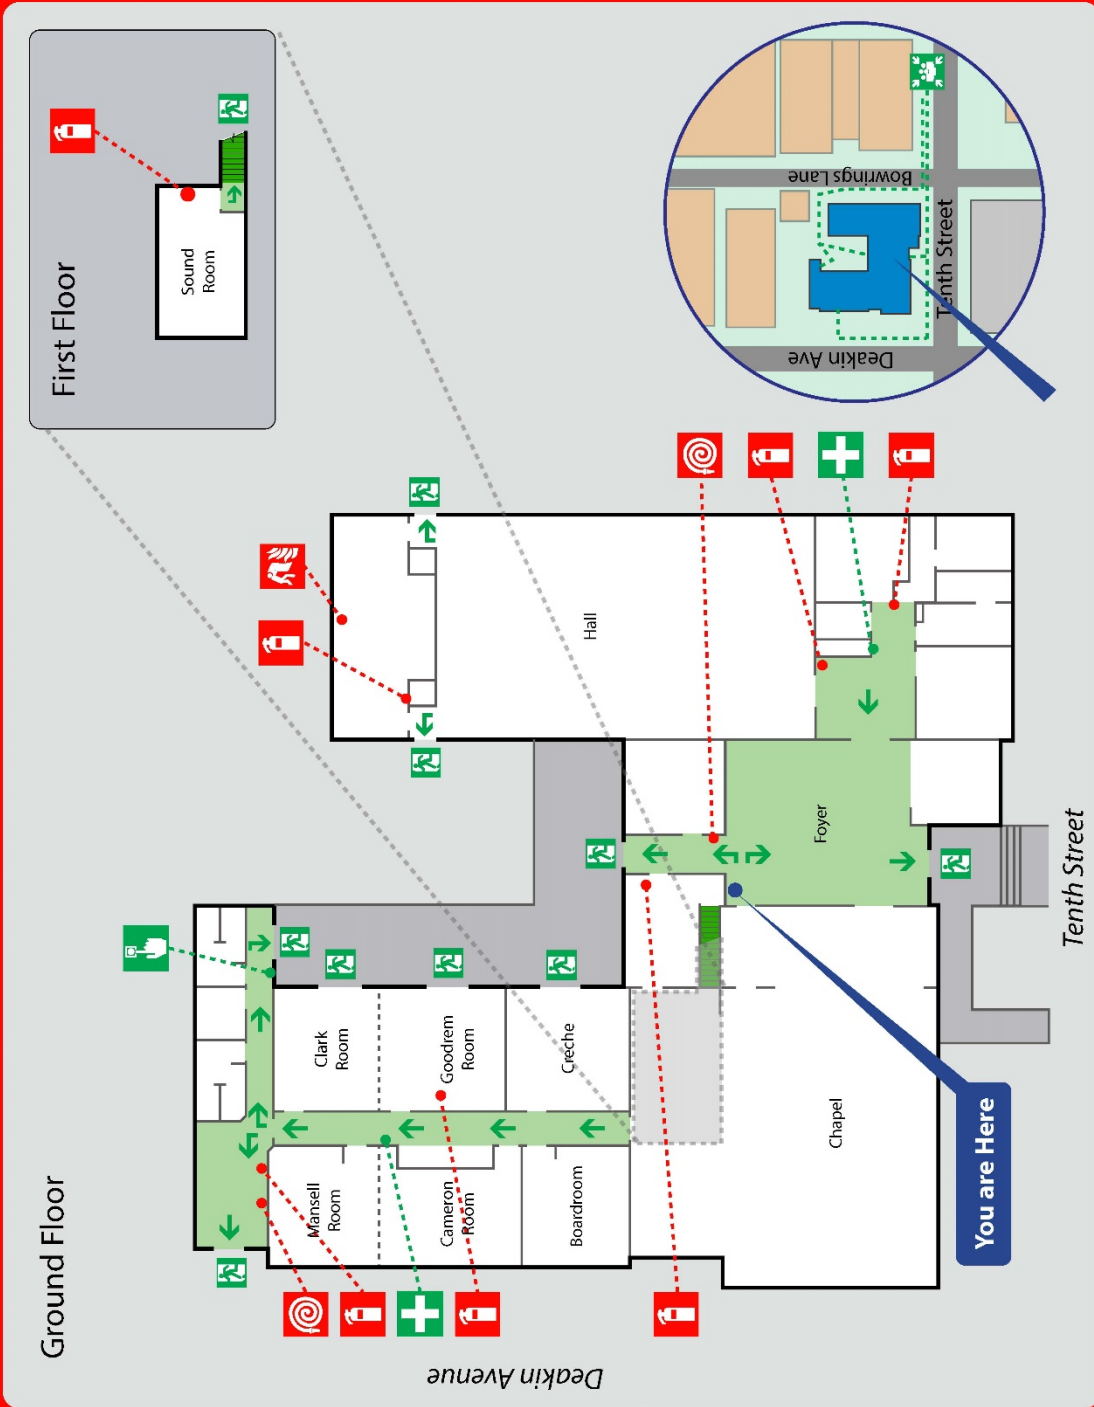 Ground Floor
First Floor
Sound
Room
Mansell
Room
Cameron
Room
Boardroom
Clark
Room
Goodrem
Room
Creche
Hall
Foyer
Chapel
You are Here
Deakin Avenue
Tenth Street
Deakin Ave
Bowrings Lane
Tenth Street